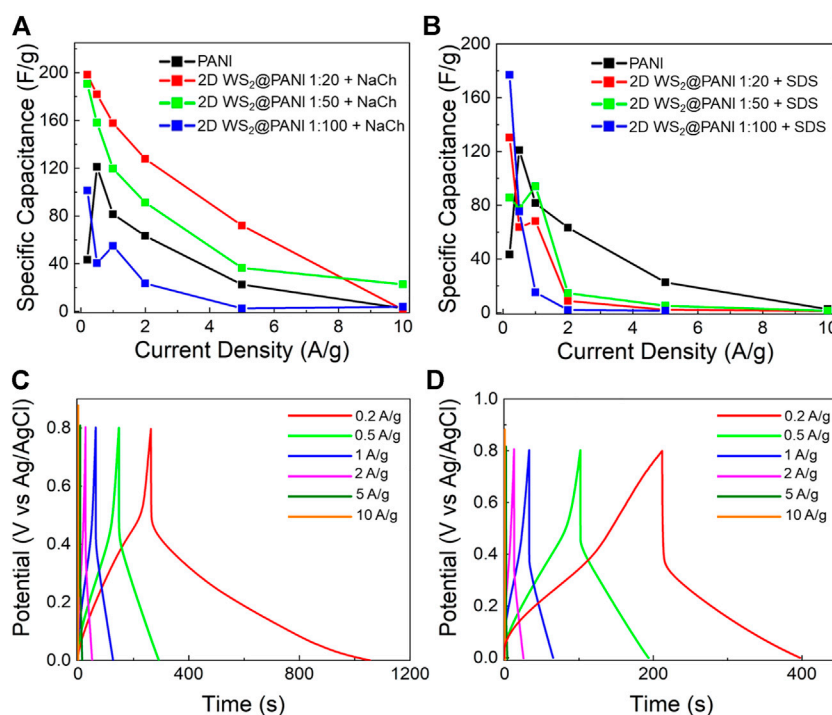 A
Specific Capacitance (F/g)
200
160
120
80
40
0
PANI
2D WS₂@PANI 1:20 + NaCh
2D WS₂@PANI 1:50 + NaCh
2D WS₂@PANI 1:100 + NaCh
0 2 4 6 8 10
Current Density (A/g)
B
Specific Capacitance (F/g)
200
160
120
80
40
0
PANI
2D WS₂@PANI 1:20 + SDS
2D WS₂@PANI 1:50 + SDS
2D WS₂@PANI 1:100 + SDS
0 2 4 6 8 10
Current Density (A/g)
C
Potential (V vs Ag/AgCl)
0.8
0.6
0.4
0.2
0.0
0.2 A/g
0.5 A/g
1 A/g
2 A/g
5 A/g
10 A/g
0 400 800 1200
Time (s)
D
Potential (V vs Ag/AgCl)
1.0
0.8
0.6
0.4
0.2
0.0
0.2 A/g
0.5 A/g
1 A/g
2 A/g
5 A/g
10 A/g
0 200 400
Time (s)